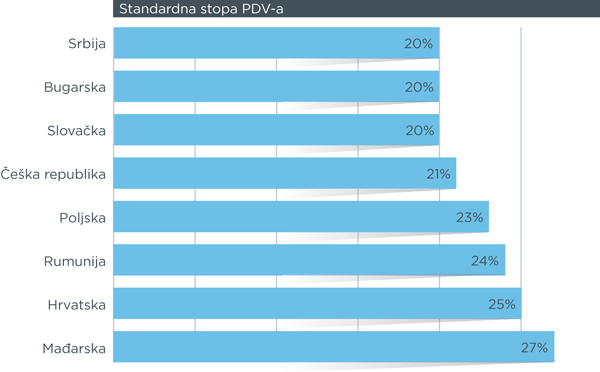 Standardna stopa PDV-a
Srbija 20%
Bugarska 20%
Slovačka 20%
Češka republika 21%
Poljska 23%
Rumunija 24%
Hrvatska 25%
Mađarska 27%